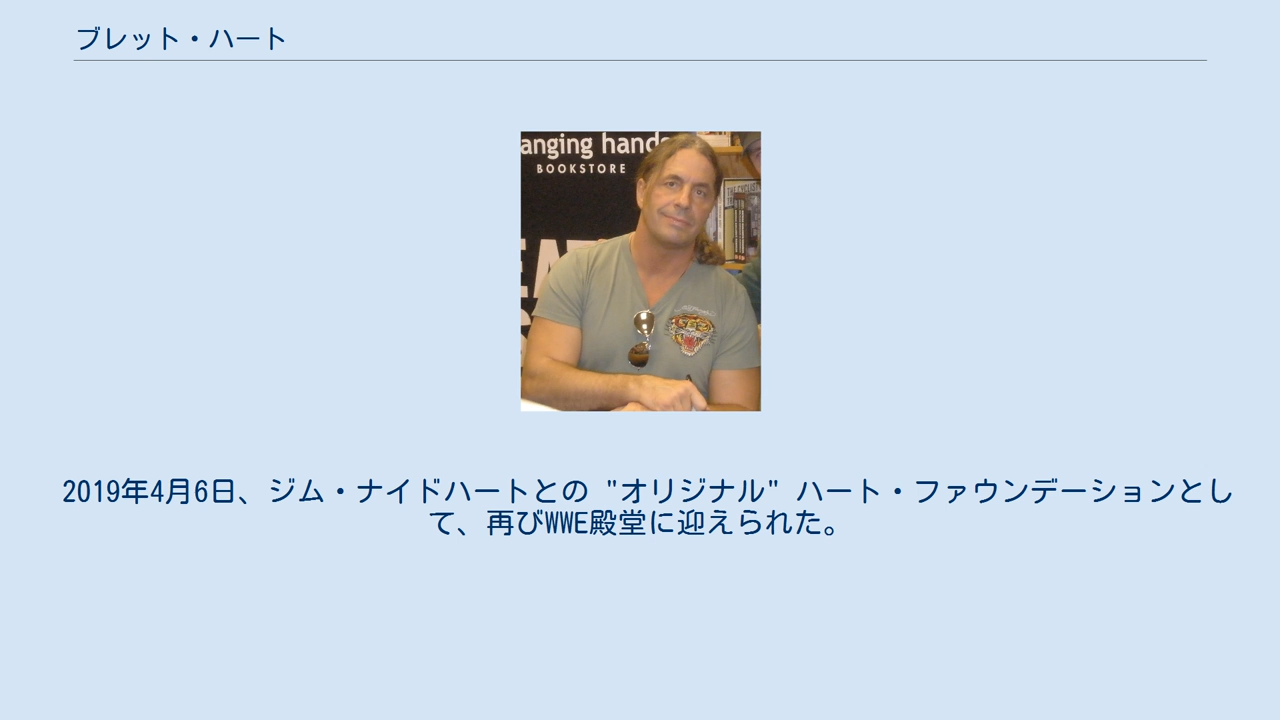 ブレット・ハート
anging hands
BOOKSTORE
2019年4月6日、ジム・ナイドハートとの "オリジナル" ハート・ファウンデーションとし
て、再びWWE殿堂に迎えられた。